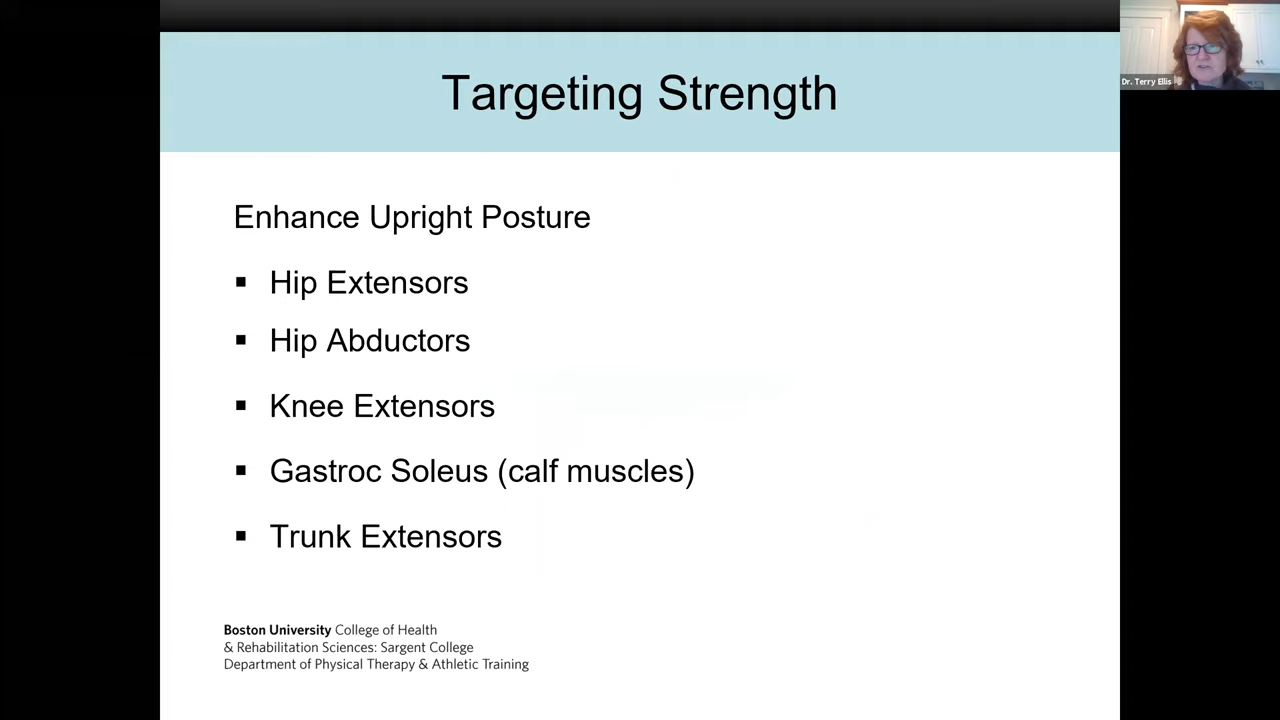 Targeting Strength
Dr. Terry Ellis
Enhance Upright Posture
▪ Hip Extensors
▪ Hip Abductors
▪ Knee Extensors
▪ Gastroc Soleus (calf muscles)
▪ Trunk Extensors
Boston University College of Health
& Rehabilitation Sciences: Sargent College
Department of Physical Therapy & Athletic Training